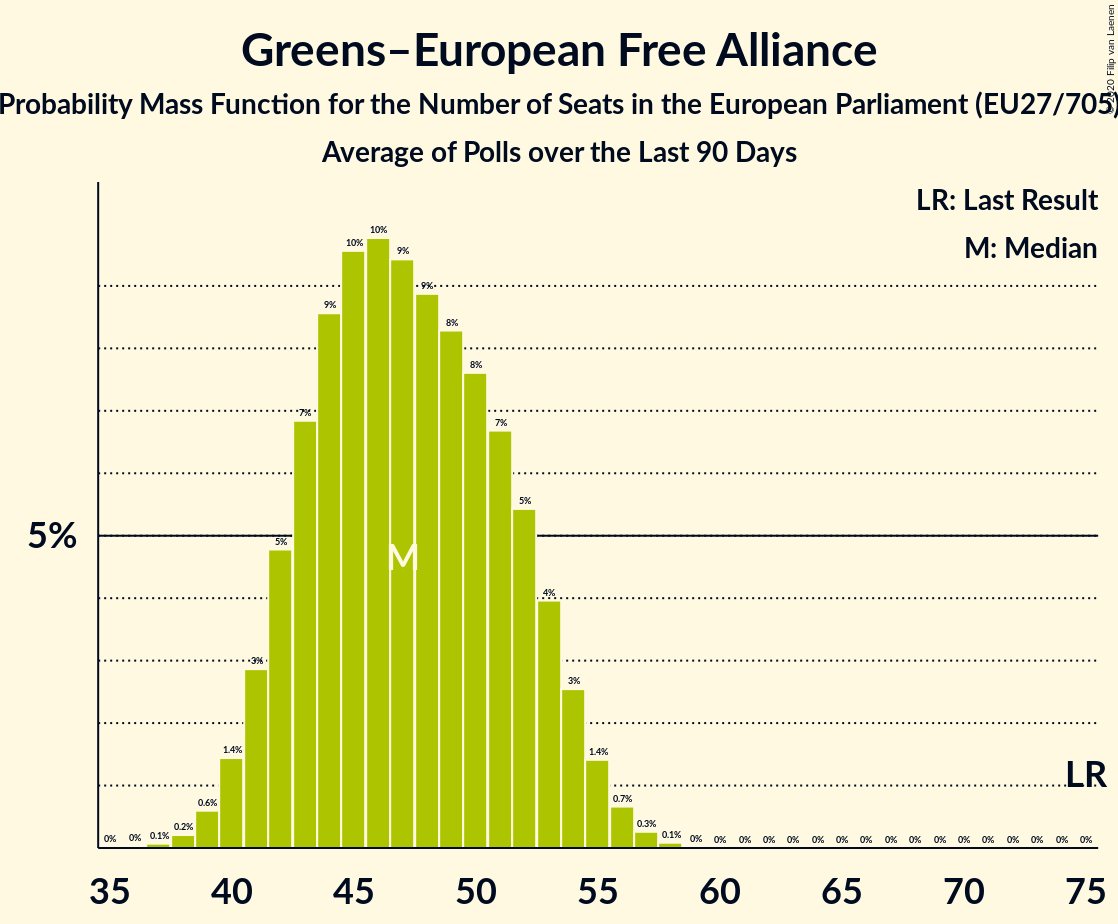 Greens–European Free Alliance
Probability Mass Function for the Number of Seats in the European Parliament (EU27/705)
Average of Polls over the Last 90 Days
© 2020 Filip van Laenen
LR: Last Result
M: Median
5%
0% 0% 0.1% 0.2% 0.6% 1.4% 3% 5% 7% 9% 10% 10% 9% 9% 8% 8% 7% 5% 4% 3% 1.4% 0.7% 0.3% 0.1% 0% 0% 0% 0% 0% 0% 0% 0% 0% 0% 0% 0% 0% 0% 0% 0% 0%
M
LR
35 40 45 50 55 60 65 70 75